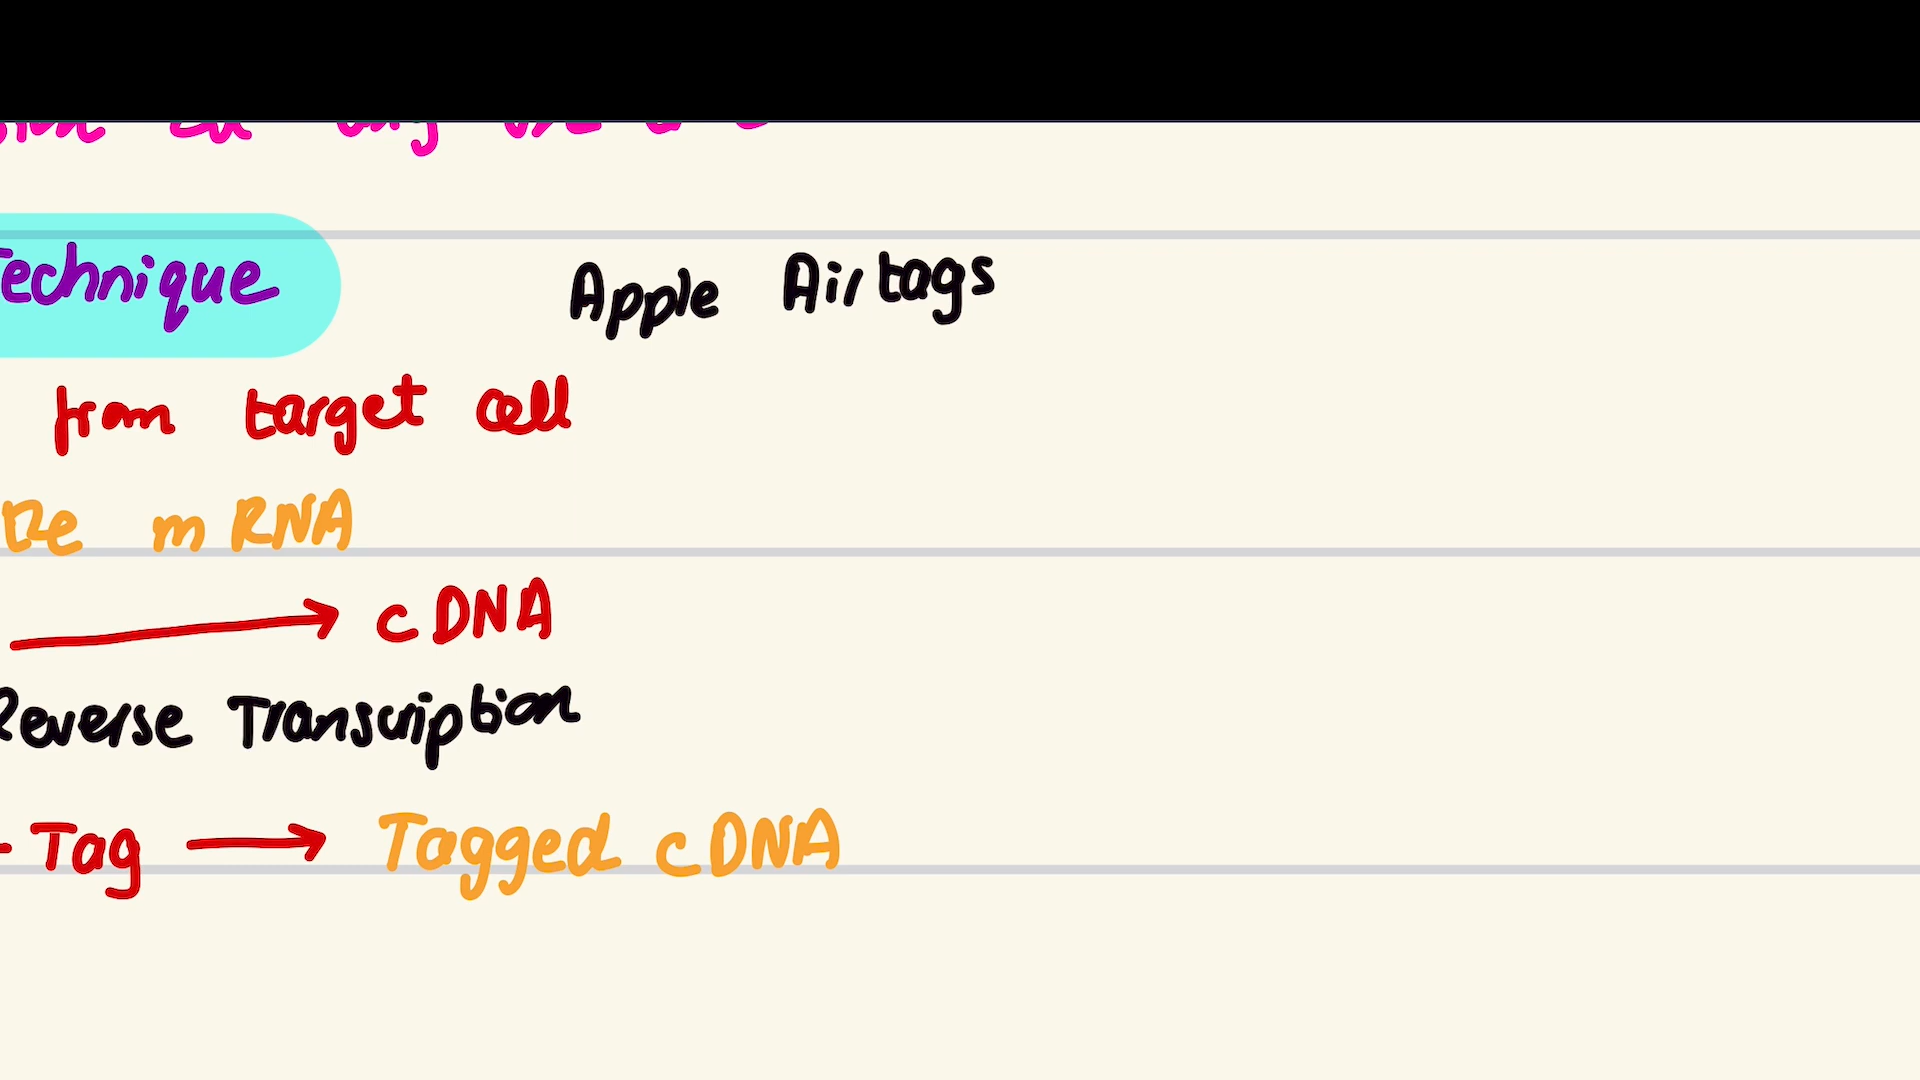 Technique Apple Airtags
from target cell
mRNA
cDNA
Reverse Transcription
Tag → Tagged cDNA